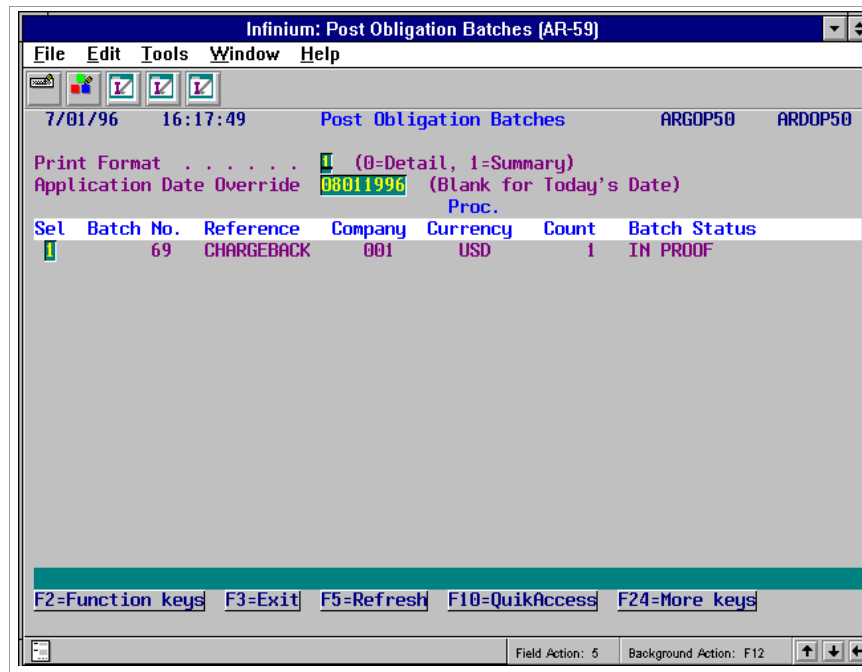 Infinium: Post Obligation Batches (AR-59)
File Edit Tools Window Help
7/01/96 16:17:49 Post Obligation Batches ARGOP50 ARDOP50
Print Format . . . . . . 1 (0=Detail, 1=Summary)
Application Date Override 08011996 (Blank for Today's Date)
Proc.
Sel Batch No. Reference Company Currency Count Batch Status
1 69 CHARGEBACK 001 USD 1 IN PROOF
F2=Function keys F3=Exit F5=Refresh F10=QuikAccess F24=More keys
Field Action: 5 Background Action: F12